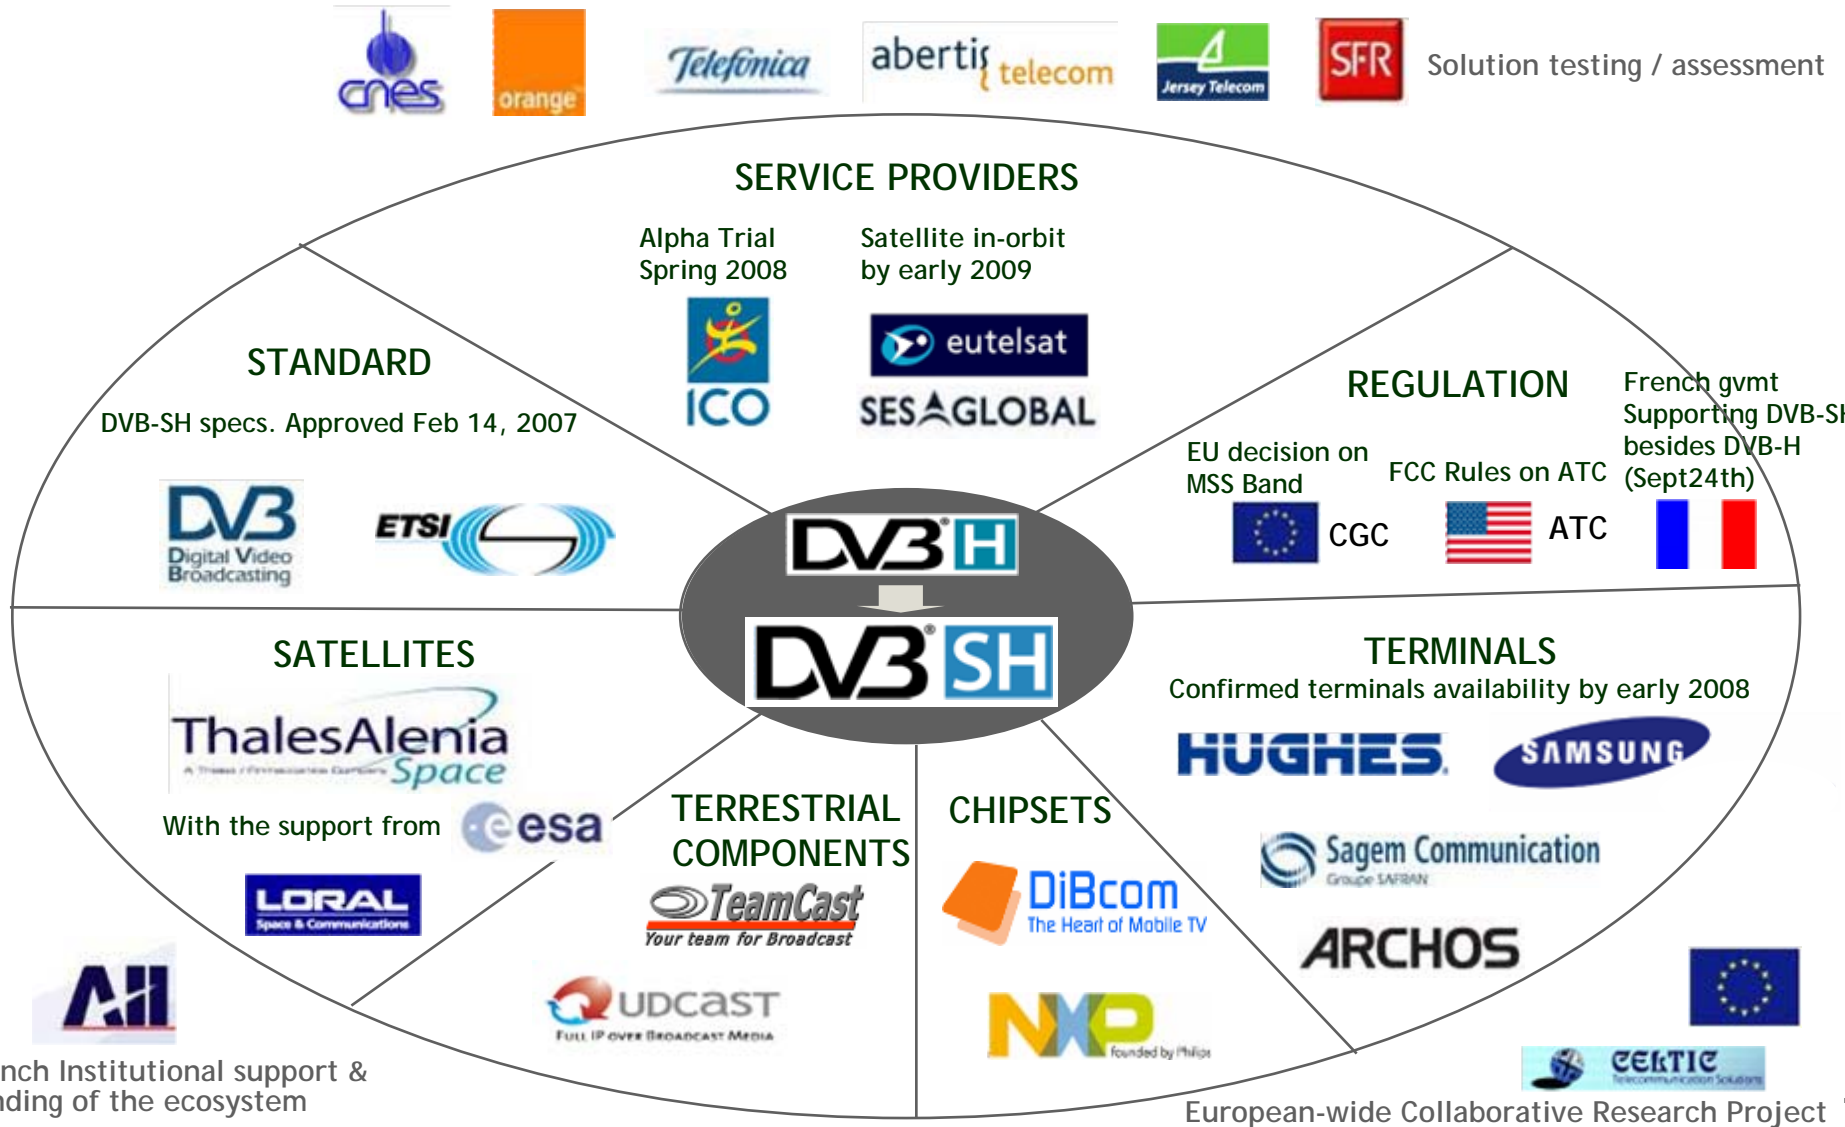 cnes
orange
Telefónica
abertis telecom
Jersey Telecom
SFR
Solution testing / assessment
SERVICE PROVIDERS
Alpha Trial
Spring 2008
Satellite in-orbit
by early 2009
ICO
eutelsat
SES GLOBAL
STANDARD
DVB-SH specs. Approved Feb 14, 2007
DVB
Digital Video
Broadcasting
ETSI
REGULATION
EU decision on
MSS Band
CGC
FCC Rules on ATC
ATC
French gvmt
Supporting DVB-SH
besides DVB-H
(Sept24th)
DVB® H
DVB® SH
SATELLITES
ThalesAlenia
Space
With the support from
esa
LORAL
Space & Communications
TERRESTRIAL
COMPONENTS
TeamCast
Your team for Broadcast
UDCAST
FULL IP OVER BROADCAST MEDIA
CHIPSETS
DiBcom
The Heart of Mobile TV
NXP
founded by Philips
TERMINALS
Confirmed terminals availability by early 2008
HUGHES.
SAMSUNG
Sagem Communication
Groupe SAFRAN
ARCHOS
AII
nch Institutional support &
nding of the ecosystem
CELTIC
Telecommunication Solutions
European-wide Collaborative Research Project